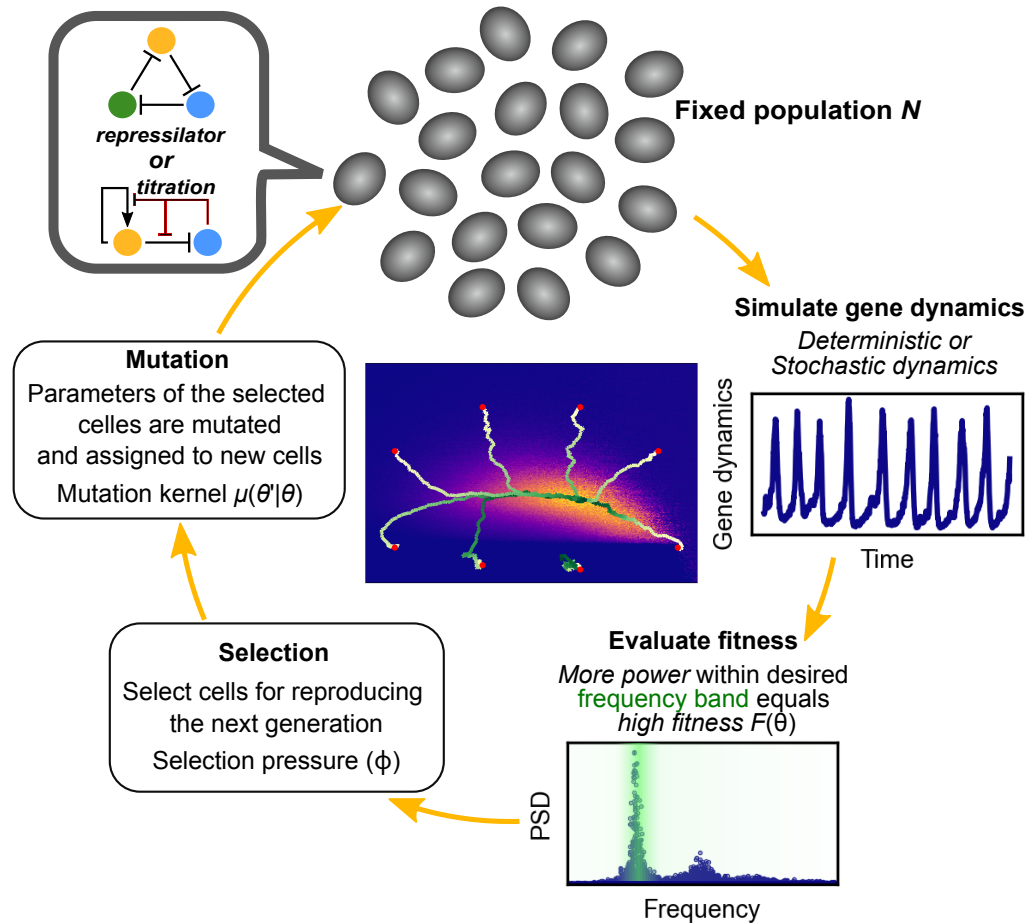 repressilator
or
titration
Fixed population N
Simulate gene dynamics
Deterministic or
Stochastic dynamics
Gene dynamics
Time
Evaluate fitness
More power within desired
frequency band equals
high fitness F(θ)
PSD
Frequency
Selection
Select cells for reproducing
the next generation
Selection pressure (ϕ)
Mutation
Parameters of the selected
celles are mutated
and assigned to new cells
Mutation kernel μ(θ'|θ)